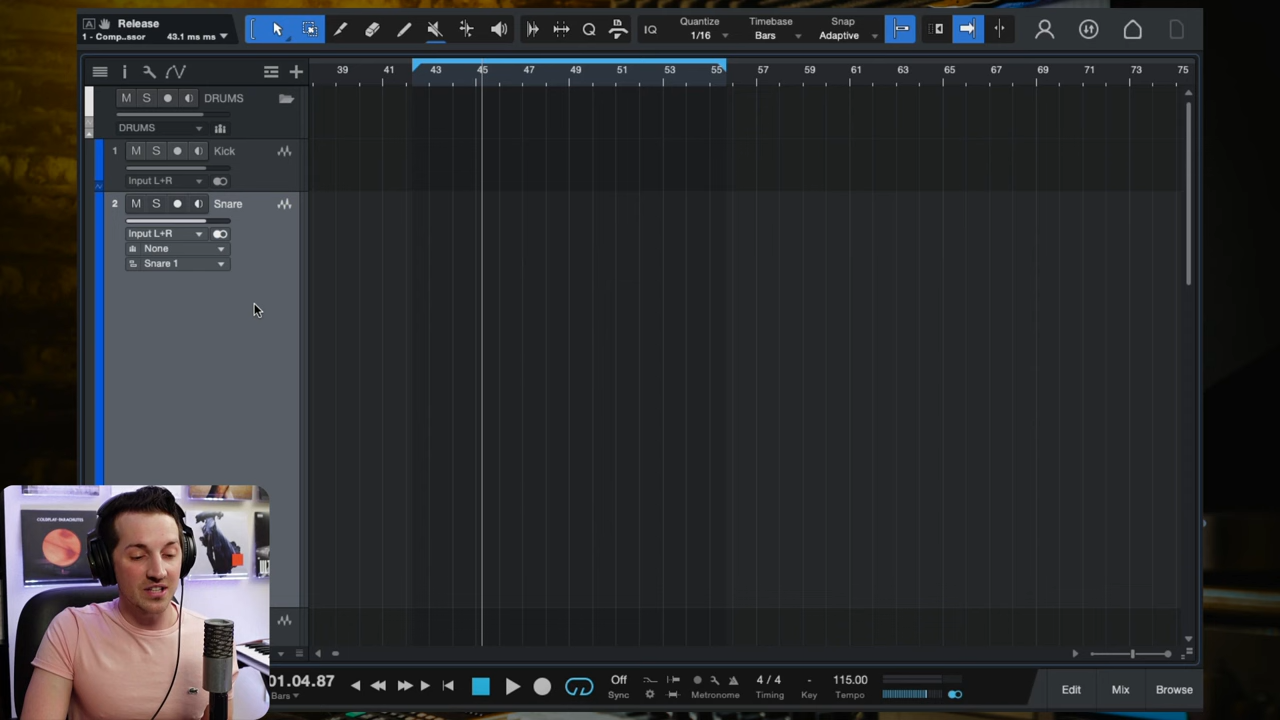 A Release
1 - Comp...ssor 43.1 ms ms
IQ Quantize 1/16 Timebase Bars Snap Adaptive
39 41 43 45 47 49 51 53 55 57 59 61 63 65 67 69 71 73 75
M S DRUMS
DRUMS
1 M S Kick
Input L+R
2 M S Snare
Input L+R
None
Snare 1
COLDPLAY PARACHUTES
01.04.87
Bars
Off
Sync
Metronome
4 / 4
Timing
-
Key
115.00
Tempo
Edit Mix Browse